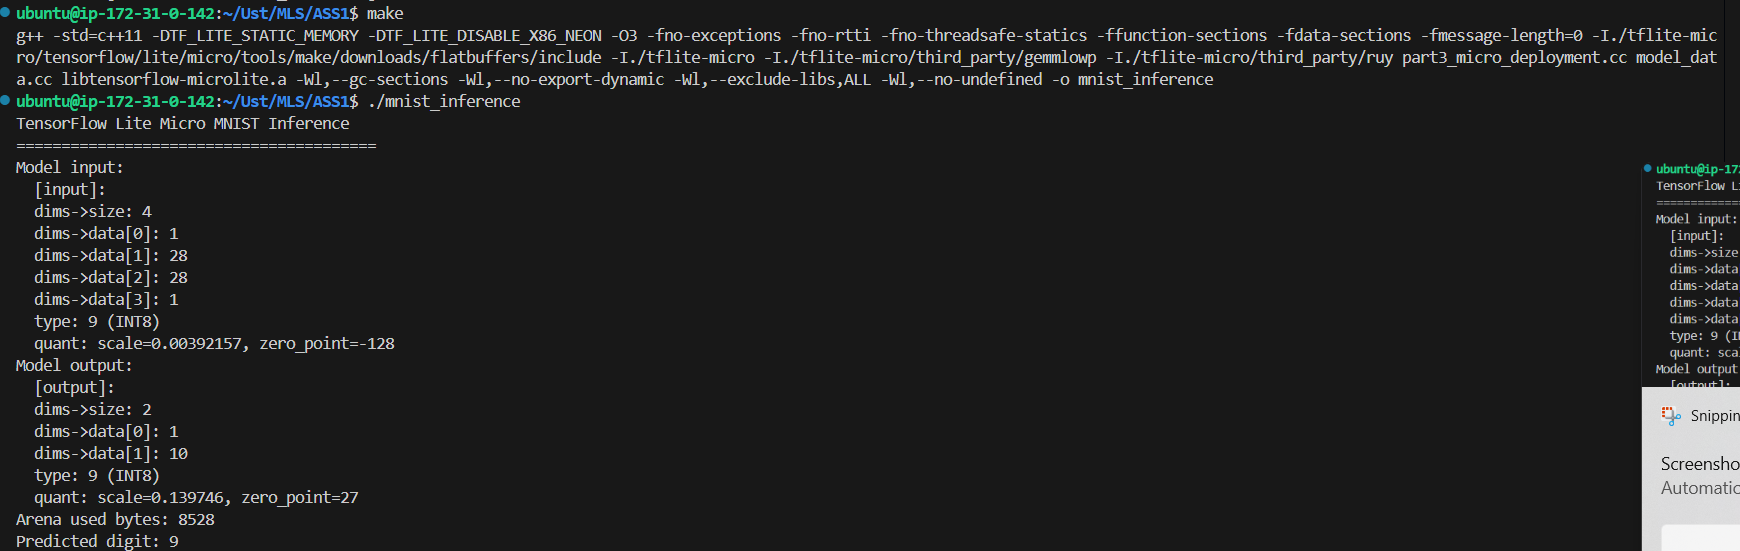 ubuntu@ip-172-31-0-142:~/Ust/MLS/ASS1$ make
g++ -std=c++11 -DTF_LITE_STATIC_MEMORY -DTF_LITE_DISABLE_X86_NEON -O3 -fno-exceptions -fno-rtti -fno-threadsafe-statics -ffunction-sections -fdata-sections -fmessage-length=0 -I./tflite-mic
ro/tensorflow/lite/micro/tools/make/downloads/flatbuffers/include -I./tflite-micro -I./tflite-micro/third_party/gemmlowp -I./tflite-micro/third_party/ruy part3_micro_deployment.cc model_dat
a.cc libtensorflow-microlite.a -Wl,--gc-sections -Wl,--no-export-dynamic -Wl,--exclude-libs,ALL -Wl,--no-undefined -o mnist_inference
ubuntu@ip-172-31-0-142:~/Ust/MLS/ASS1$ ./mnist_inference
TensorFlow Lite Micro MNIST Inference
========================================
Model input:
  [input]:
  dims->size: 4
  dims->data[0]: 1
  dims->data[1]: 28
  dims->data[2]: 28
  dims->data[3]: 1
  type: 9 (INT8)
  quant: scale=0.00392157, zero_point=-128
Model output:
  [output]:
  dims->size: 2
  dims->data[0]: 1
  dims->data[1]: 10
  type: 9 (INT8)
  quant: scale=0.139746, zero_point=27
Arena used bytes: 8528
Predicted digit: 9
ubuntu@ip-17
TensorFlow Li
=============
Model input:
  [input]:
  dims->size
  dims->data
  dims->data
  dims->data
  dims->data
  type: 9 (I
  quant: sca
Model output
  [output]:
Snippin
Screensho
Automatic